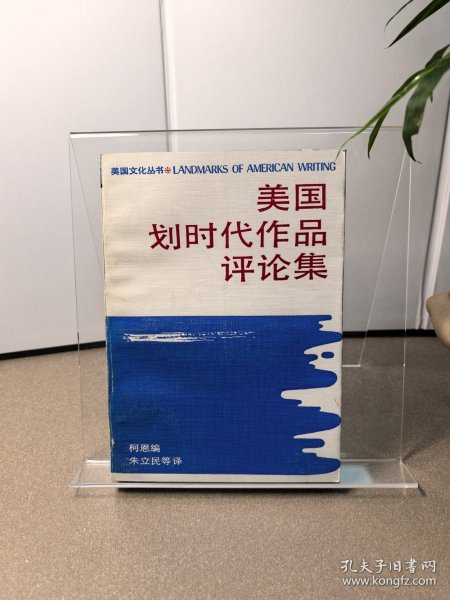 美国文化丛书※LANDMARKS OF AMERICAN WRITING
美国
划时代作品
评论集
柯恩编
朱立民等译
孔夫子旧书网
www.kongfz.com